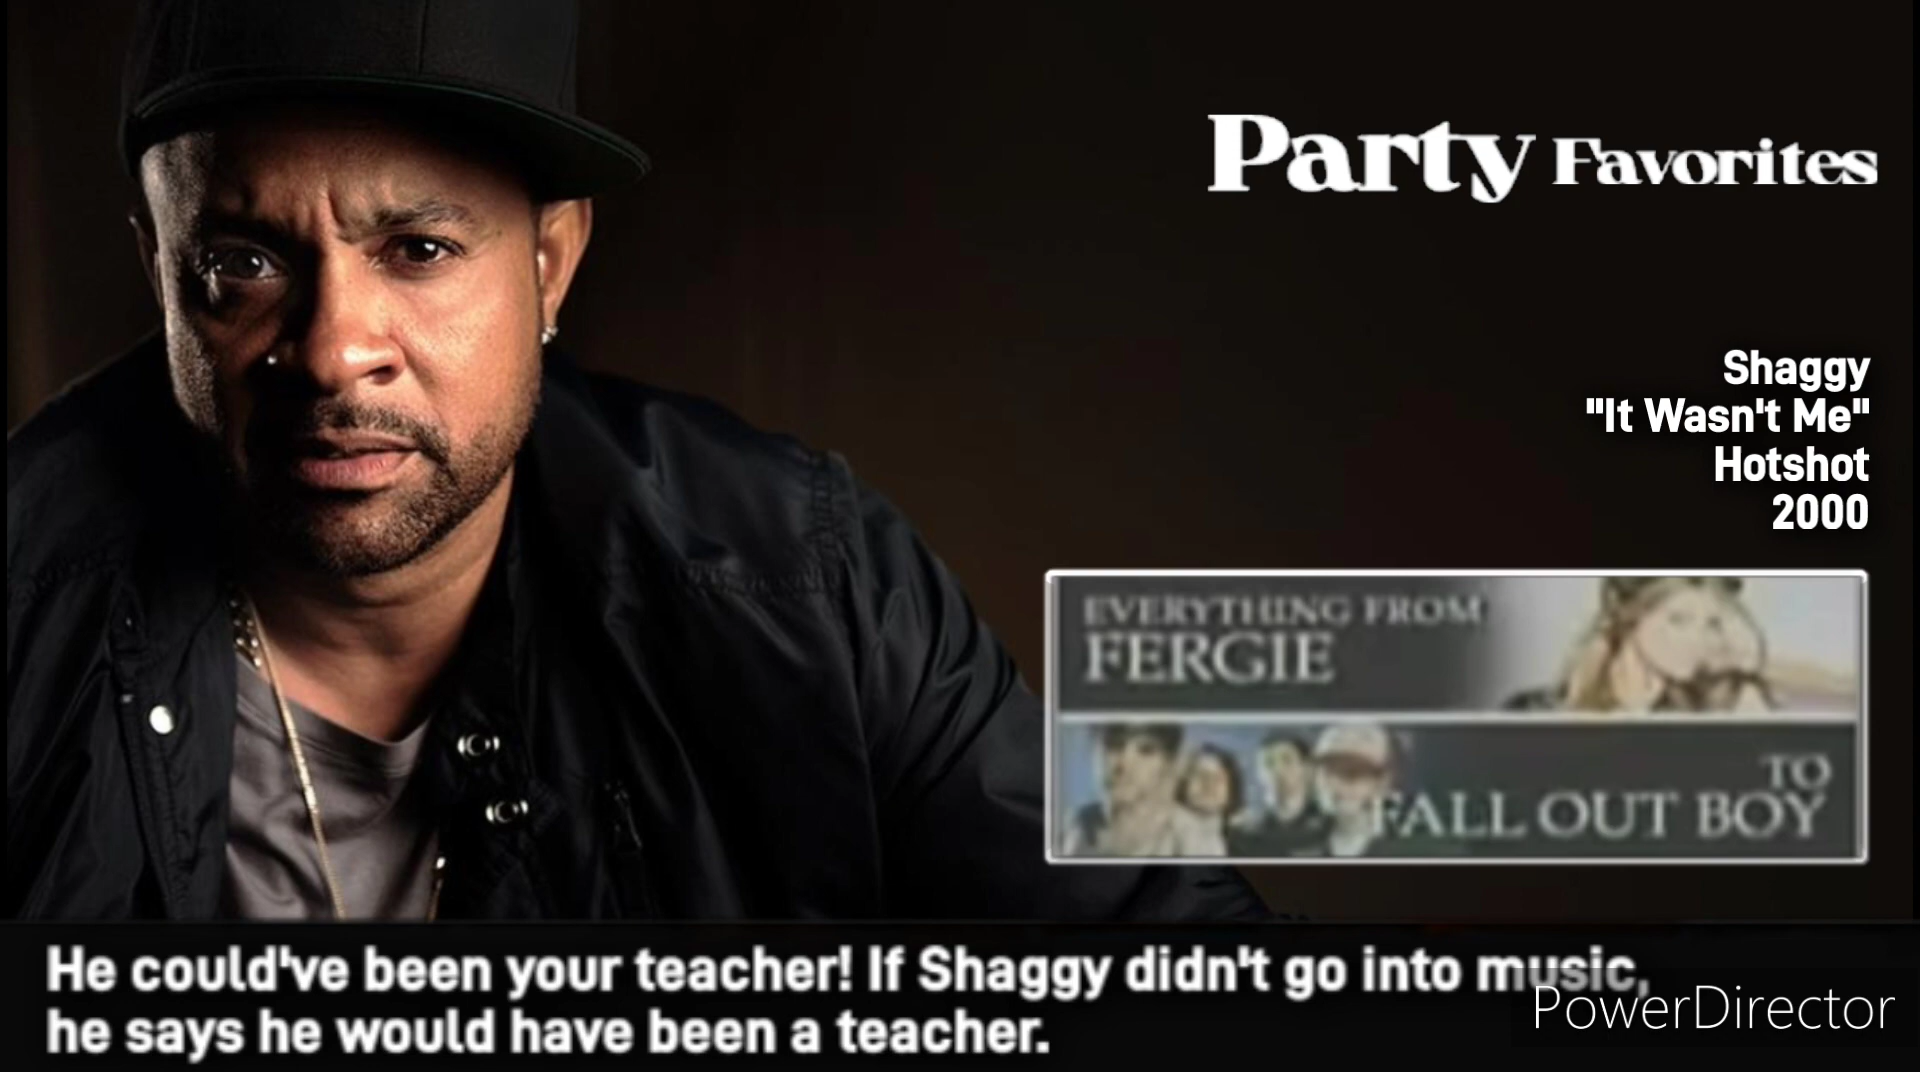 Party Favorites
Shaggy
"It Wasn't Me"
Hotshot
2000
EVERYTHING FROM
FERGIE
TO
FALL OUT BOY
He could've been your teacher! If Shaggy didn't go into music,
he says he would have been a teacher.
PowerDirector